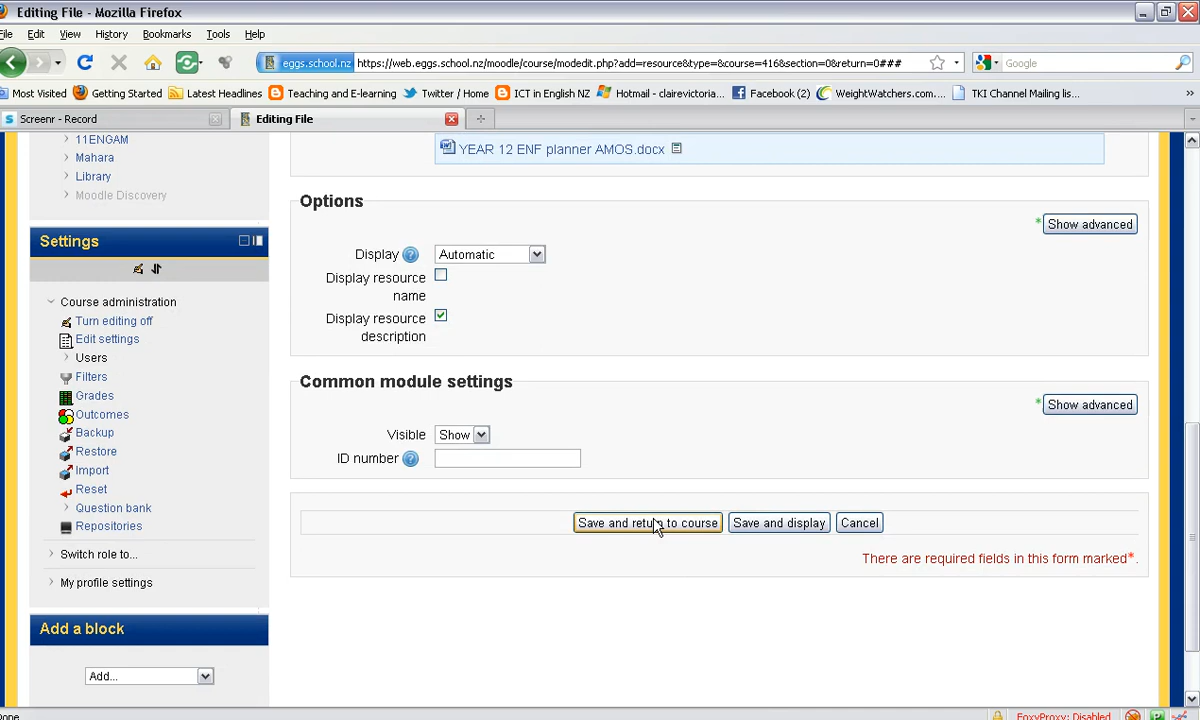 Editing File - Mozilla Firefox
File Edit View History Bookmarks Tools Help
eggs.school.nz https://web.eggs.school.nz/moodle/course/modedit.php?add=resource&type=&course=416&section=0&return=0### Google
Most Visited Getting Started Latest Headlines Teaching and E-learning Twitter / Home ICT in English NZ Hotmail - clairevictoria... Facebook (2) WeightWatchers.com.... TKI Channel Mailing lis... »
Screenr - Record Editing File
11ENGAM
Mahara
Library
Moodle Discovery
YEAR 12 ENF planner AMOS.docx
Options
* Show advanced
Display Automatic
Display resource
name
Display resource
description
Settings
Course administration
Turn editing off
Edit settings
Users
Filters
Grades
Outcomes
Backup
Restore
Import
Reset
Question bank
Repositories
Switch role to...
My profile settings
Common module settings
* Show advanced
Visible Show
ID number
Save and return to course Save and display Cancel
There are required fields in this form marked*.
Add a block
Add...
Done
FoxyProxy: Disabled